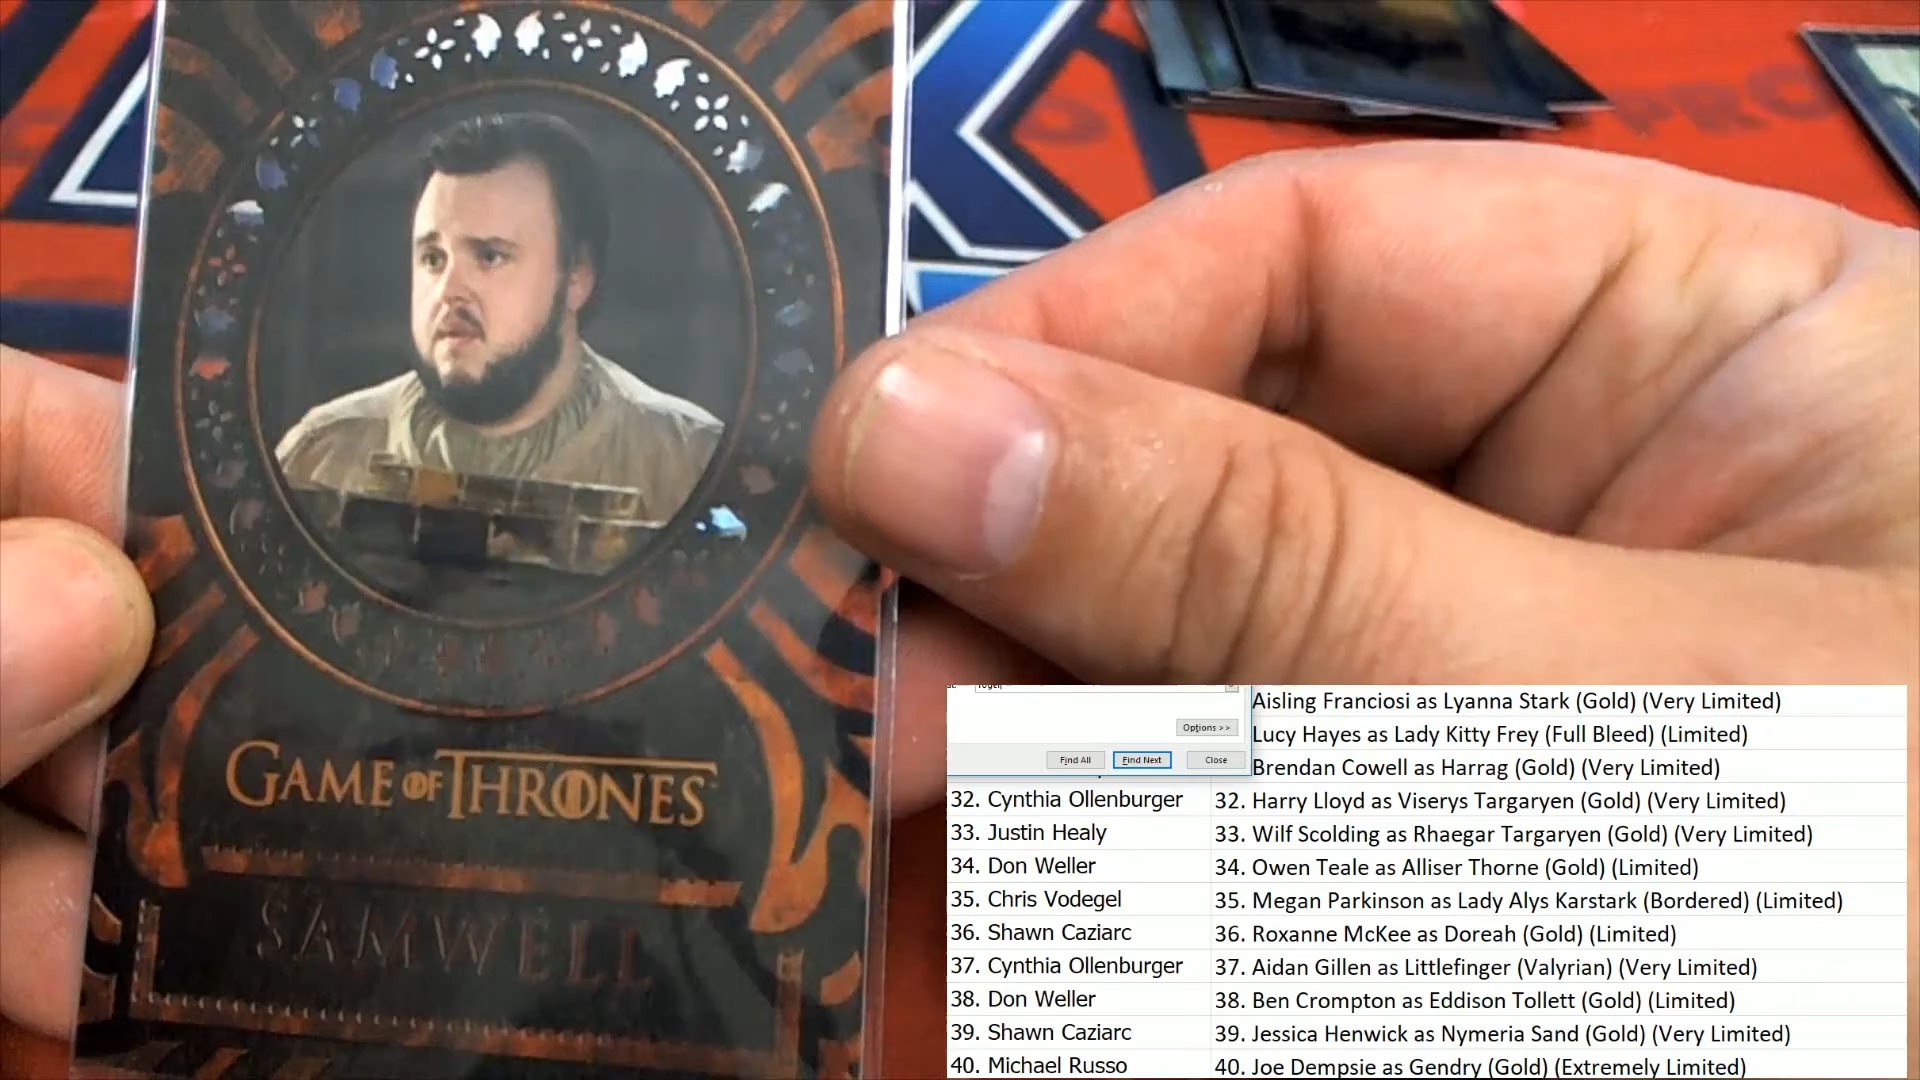 GAME OF THRONES
SAMWELL
Options >>
Find All Find Next Close
Aisling Franciosi as Lyanna Stark (Gold) (Very Limited)
Lucy Hayes as Lady Kitty Frey (Full Bleed) (Limited)
Brendan Cowell as Harrag (Gold) (Very Limited)
32. Cynthia Ollenburger 32. Harry Lloyd as Viserys Targaryen (Gold) (Very Limited)
33. Justin Healy 33. Wilf Scolding as Rhaegar Targaryen (Gold) (Very Limited)
34. Don Weller 34. Owen Teale as Alliser Thorne (Gold) (Limited)
35. Chris Vodegel 35. Megan Parkinson as Lady Alys Karstark (Bordered) (Limited)
36. Shawn Caziarc 36. Roxanne McKee as Doreah (Gold) (Limited)
37. Cynthia Ollenburger 37. Aidan Gillen as Littlefinger (Valyrian) (Very Limited)
38. Don Weller 38. Ben Crompton as Eddison Tollett (Gold) (Limited)
39. Shawn Caziarc 39. Jessica Henwick as Nymeria Sand (Gold) (Very Limited)
40. Michael Russo 40. Joe Dempsie as Gendry (Gold) (Extremely Limited)